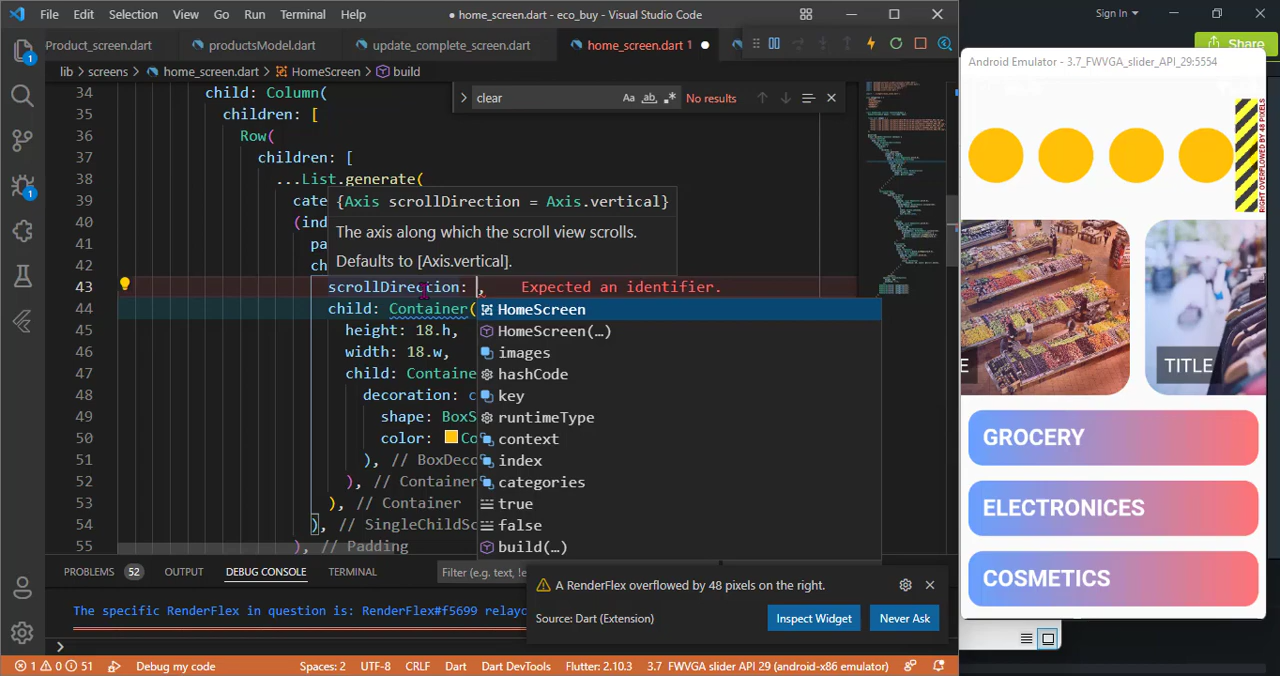 File Edit Selection View Go Run Terminal Help ● home_screen.dart - eco_buy - Visual Studio Code
Sign In
Product_screen.dart productsModel.dart update_complete_screen.dart home_screen.dart 1 ●
Share
lib > screens > home_screen.dart > HomeScreen > build
Android Emulator - 3.7_FWVGA_slider_API_29:5554
34 child: Column(
clear Aa ab No results
35 children: [
36 Row(
37 children: [
38 ...List.generate(
39 cate
40 (ind
41 pa
42 ch
{Axis scrollDirection = Axis.vertical}
The axis along which the scroll view scrolls.
Defaults to [Axis.vertical].
43 scrollDirection: , Expected an identifier.
44 child: Container(
45 height: 18.h,
46 width: 18.w,
47 child: Containe
48 decoration: c
49 shape: BoxS
50 color: Co
51 ), // BoxDeco
52 ), // Container
53 ), // Container
54 ), // SingleChildSc
55 ), // Padding
HomeScreen
HomeScreen(…)
images
hashCode
key
runtimeType
context
index
categories
true
false
build(…)
PROBLEMS 52 OUTPUT DEBUG CONSOLE TERMINAL Filter (e.g. text, !e
The specific RenderFlex in question is: RenderFlex#f5699 relayo
A RenderFlex overflowed by 48 pixels on the right.
Source: Dart (Extension) Inspect Widget Never Ask
1 0 51 Debug my code Spaces: 2 UTF-8 CRLF Dart Dart DevTools Flutter: 2.10.3 3.7 FWVGA slider API 29 (android-x86 emulator)
RIGHT OVERFLOWED BY 48 PIXELS
E
TITLE
GROCERY
ELECTRONICES
COSMETICS